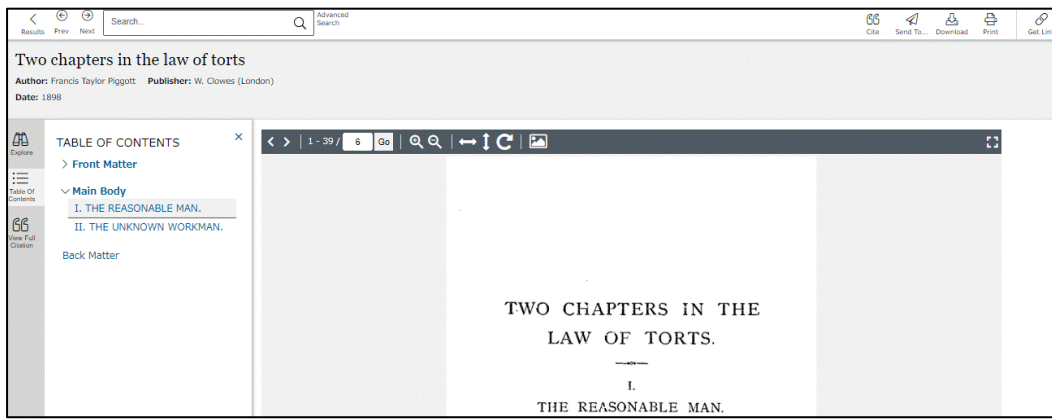 Results
Prev
Next
Search...
Advanced
Search
Cite
Send To...
Download
Print
Get Lin
Two chapters in the law of torts
Author: Francis Taylor Piggott Publisher: W. Clowes (London)
Date: 1898
Explore
Table Of
Contents
View Full
Citation
TABLE OF CONTENTS
Front Matter
Main Body
I. THE REASONABLE MAN.
II. THE UNKNOWN WORKMAN.
Back Matter
1 - 39 / 6 Go
TWO CHAPTERS IN THE
LAW OF TORTS.
I.
THE REASONABLE MAN.